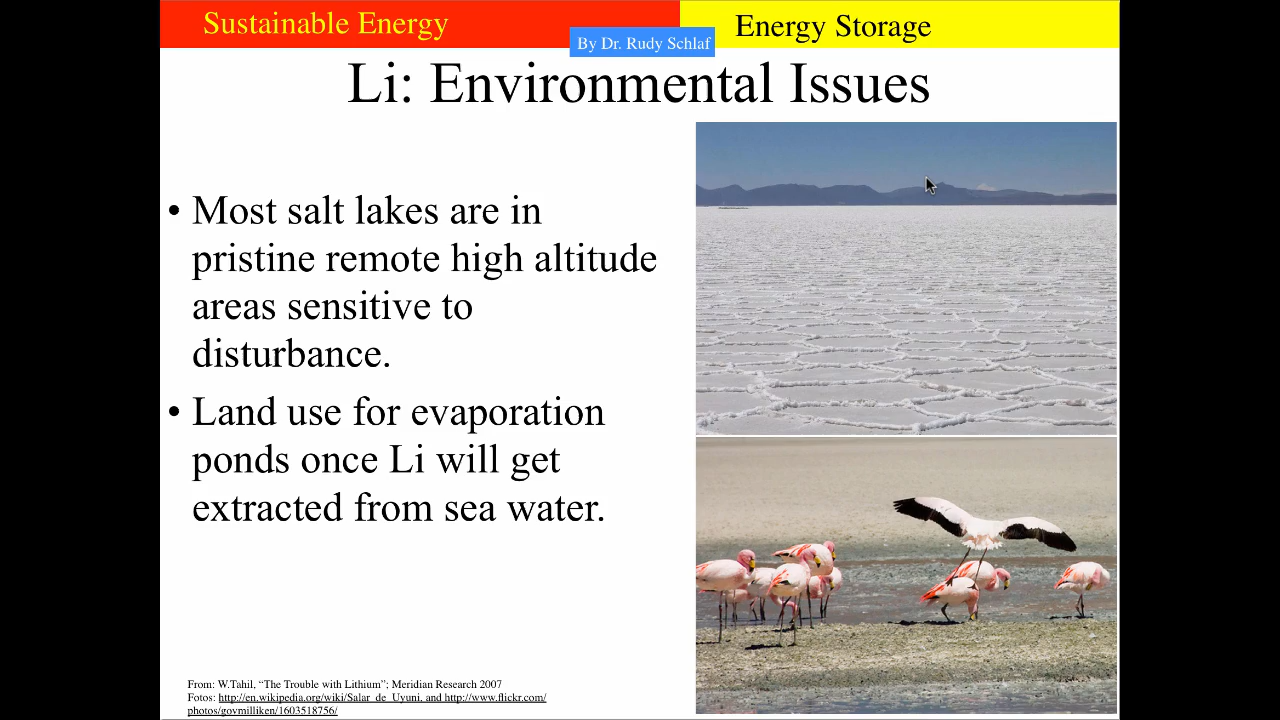 Sustainable Energy
Energy Storage
By Dr. Rudy Schlaf
Li: Environmental Issues
• Most salt lakes are in
pristine remote high altitude
areas sensitive to
disturbance.
• Land use for evaporation
ponds once Li will get
extracted from sea water.
From: W.Tahil, “The Trouble with Lithium”; Meridian Research 2007
Fotos: http://en.wikipedia.org/wiki/Salar_de_Uyuni, and http://www.flickr.com/
photos/govmilliken/1603518756/